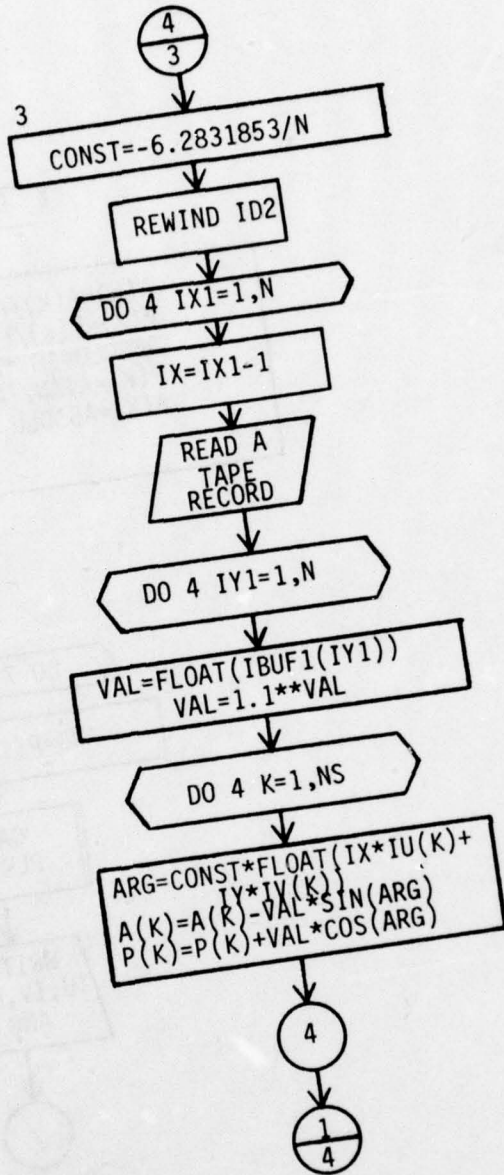 4
3
3
CONST=-6.2831853/N
REWIND ID2
DO 4 IX1=1,N
IX=IX1-1
READ A
TAPE
RECORD
DO 4 IY1=1,N
VAL=FLOAT(IBUF1(IY1))
VAL=1.1**VAL
DO 4 K=1,NS
ARG=CONST*FLOAT(IX*IU(K)+
IY*IV(K))
A(K)=A(K)-VAL*SIN(ARG)
P(K)=P(K)+VAL*COS(ARG)
4
1
4